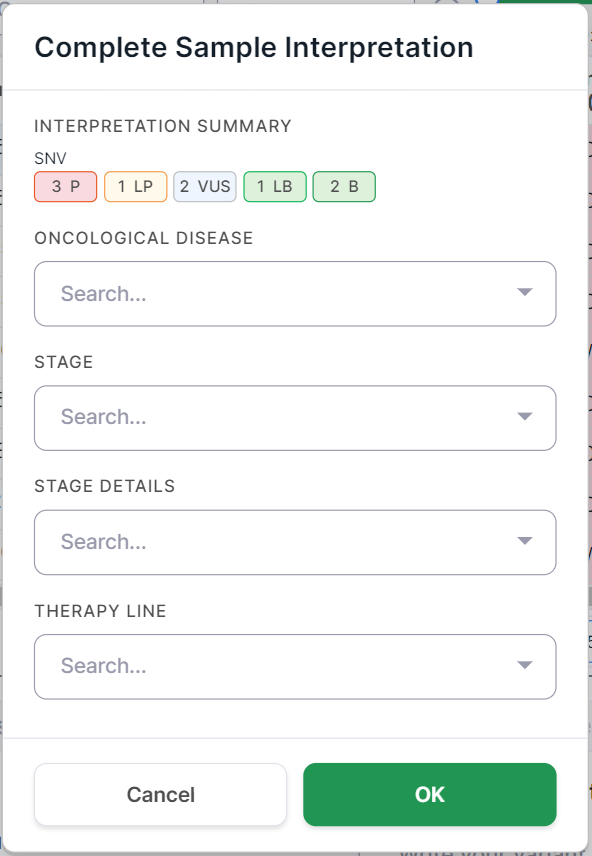 Complete Sample Interpretation
INTERPRETATION SUMMARY
SNV
3 P 1 LP 2 VUS 1 LB 2 B
ONCOLOGICAL DISEASE
Search...
STAGE
Search...
STAGE DETAILS
Search...
THERAPY LINE
Search...
Cancel OK